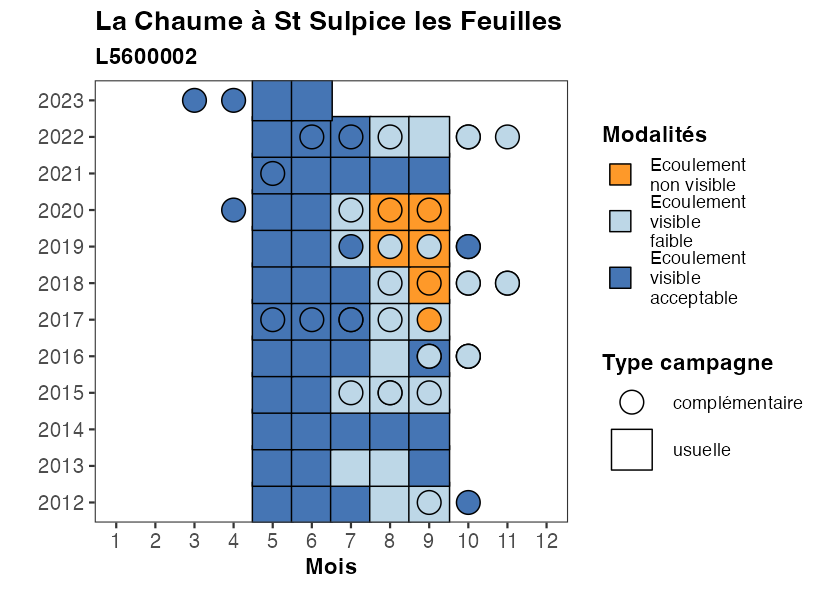 La Chaume à St Sulpice les Feuilles
L5600002
2023
2022
2021
2020
2019
2018
2017
2016
2015
2014
2013
2012
1 2 3 4 5 6 7 8 9 10 11 12
Mois
Modalités
Ecoulement
non visible
Ecoulement
visible
faible
Ecoulement
visible
acceptable
Type campagne
complémentaire
usuelle